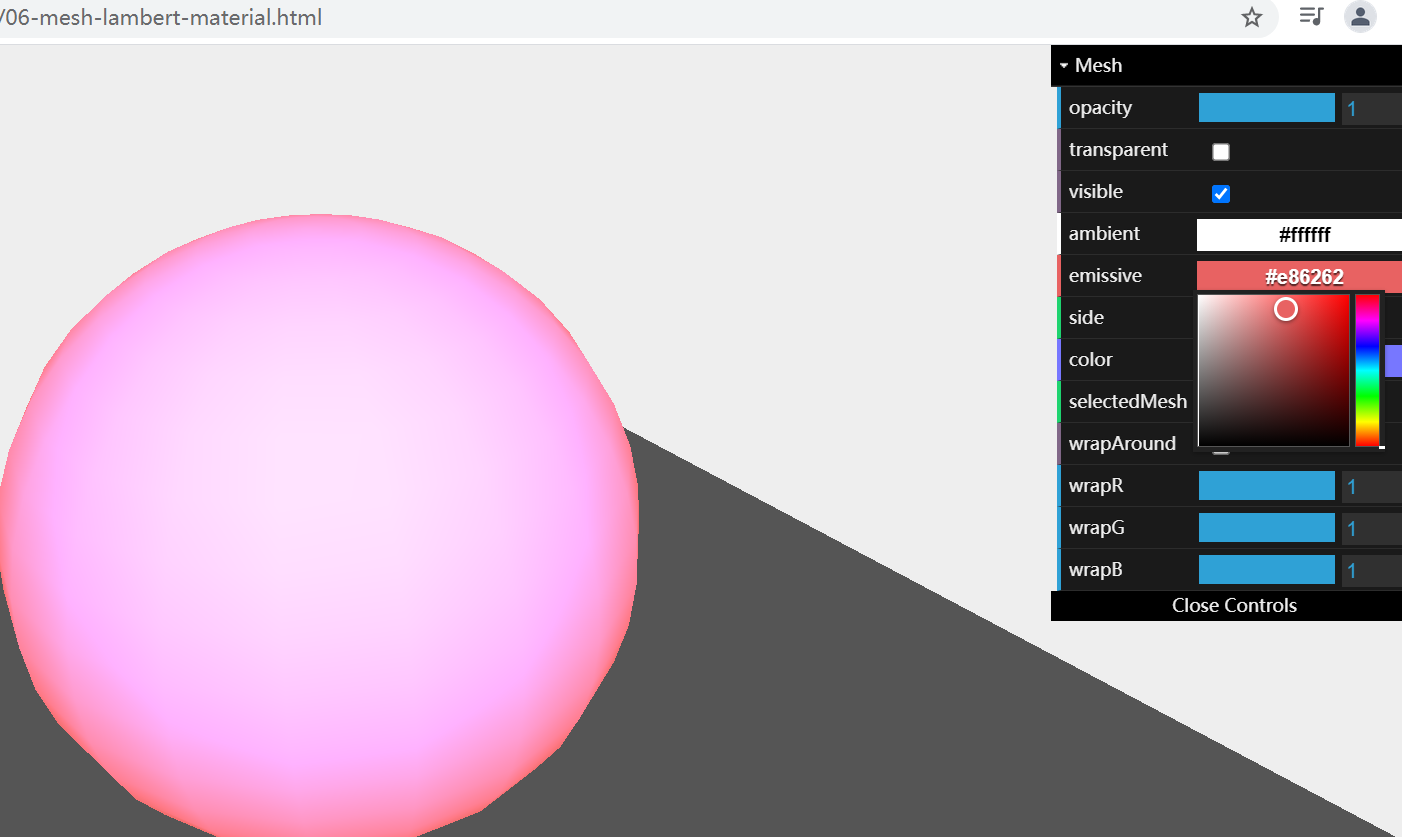 /06-mesh-lambert-material.html
Mesh
opacity 1
transparent
visible
ambient #ffffff
emissive #e86262
side
color
selectedMesh
wrapAround
wrapR 1
wrapG 1
wrapB 1
Close Controls